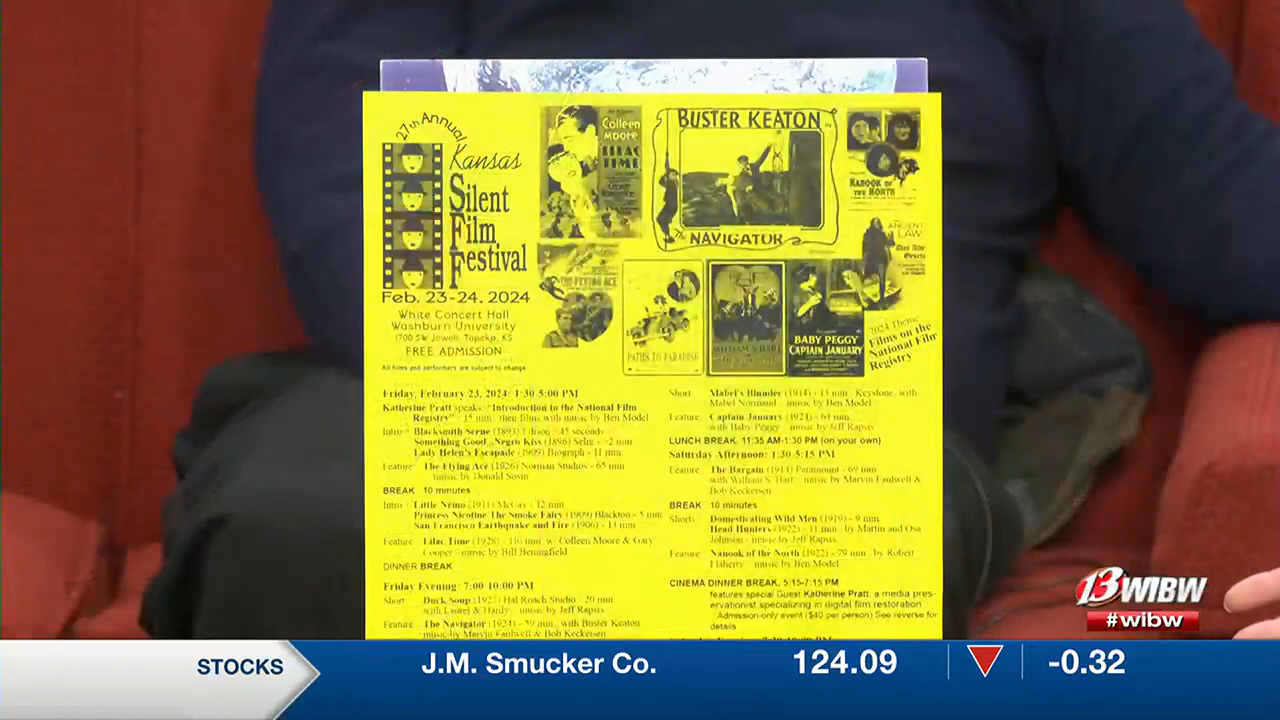 27th Annual
Kansas
Silent
Film
Festival
Feb. 23-24, 2024
White Concert Hall
Washburn University
1700 SW Jewell, Topeka, KS
FREE ADMISSION
All films and performers are subject to change
Colleen
Moore
LILAC
TIME
BUSTER KEATON
The NAVIGATOR
NANOOK OF
THE NORTH
ANCIENT
LAW
THE FLYING ACE
PATHS TO PARADISE
WILLIAM S. HART
BABY PEGGY
CAPTAIN JANUARY
2024 Theme
Films on the
National Film
Registry
Friday, February 23, 2024: 1:30-5:00 PM
Katherine Pratt speaks, "Introduction to the National Film
Registry" - 15 min. then films with music by Ben Model
Intro - Blacksmith Scene (1893) Edison - 45 seconds
Something Good - Negro Kiss (1896) Selig - <2 min
Lady Helen's Escapade (1909) Biograph - 11 min
Feature The Flying Ace (1926) Norman Studios - 65 min
music by Donald Sosin
BREAK 10 minutes
Intro - Little Nemo (1911) McCay - 12 min
Princess Nicotine The Smoke Fairy (1909) Blackton - 5 min
San Francisco Earthquake and Fire (1906) - 13 min
Feature: Lilac Time (1928) - 110 min. w/ Colleen Moore & Gary
Cooper - music by Bill Beningfield
DINNER BREAK
Friday Evening: 7:00-10:00 PM
Short: Duck Soup (1927) Hal Roach Studio - 20 min
with Laurel & Hardy - music by Jeff Rapsis
Feature: The Navigator (1924) - 59 min. with Buster Keaton
music by Marvin Faulwell & Bob Keckeisen
Short: Mabel's Blunder (1914) - 13 min - Keystone, with
Mabel Normand - music by Ben Model
Feature: Captain January (1924) - 64 min.
with Baby Peggy - music by Jeff Rapsis
LUNCH BREAK, 11:35 AM-1:30 PM (on your own)
Saturday Afternoon: 1:30-5:15 PM
Feature: The Bargain (1914) Paramount - 69 min
with William S. Hart - music by Marvin Faulwell &
Bob Keckeisen
BREAK 10 minutes
Shorts: Domesticating Wild Men (1919) - 9 min
Head Hunters (1922) - 11 min. by Martin and Osa
Johnson - music by Jeff Rapsis
Feature: Nanook of the North (1922) - 79 min. by Robert
Flaherty - music by Ben Model
CINEMA DINNER BREAK, 5:15-7:15 PM
features special Guest Katherine Pratt, a media pres-
ervationist specializing in digital film restoration
Admission-only event ($40 per person) See reverse for
details
13 WIBW
#wibw
STOCKS
J.M. Smucker Co. 124.09 -0.32